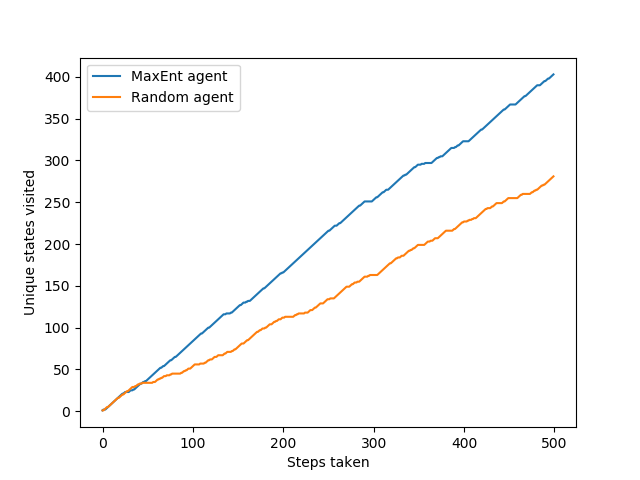 MaxEnt agent
Random agent
400
350
300
250
200
150
100
50
0
Unique states visited
0 100 200 300 400 500
Steps taken